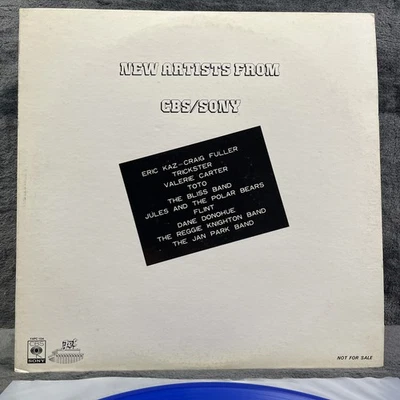 NEW ARTISTS FROM
CBS/SONY
ERIC KAZ-CRAIG FULLER
TRICKSTER
VALERIE CARTER
TOTO
THE BLISS BAND
JULES AND THE POLAR BEARS
FLINT
DANE DONOHUE
THE REGGIE KNIGHTON BAND
THE JAN PARK BAND
CBS
SONY
NOT FOR SALE